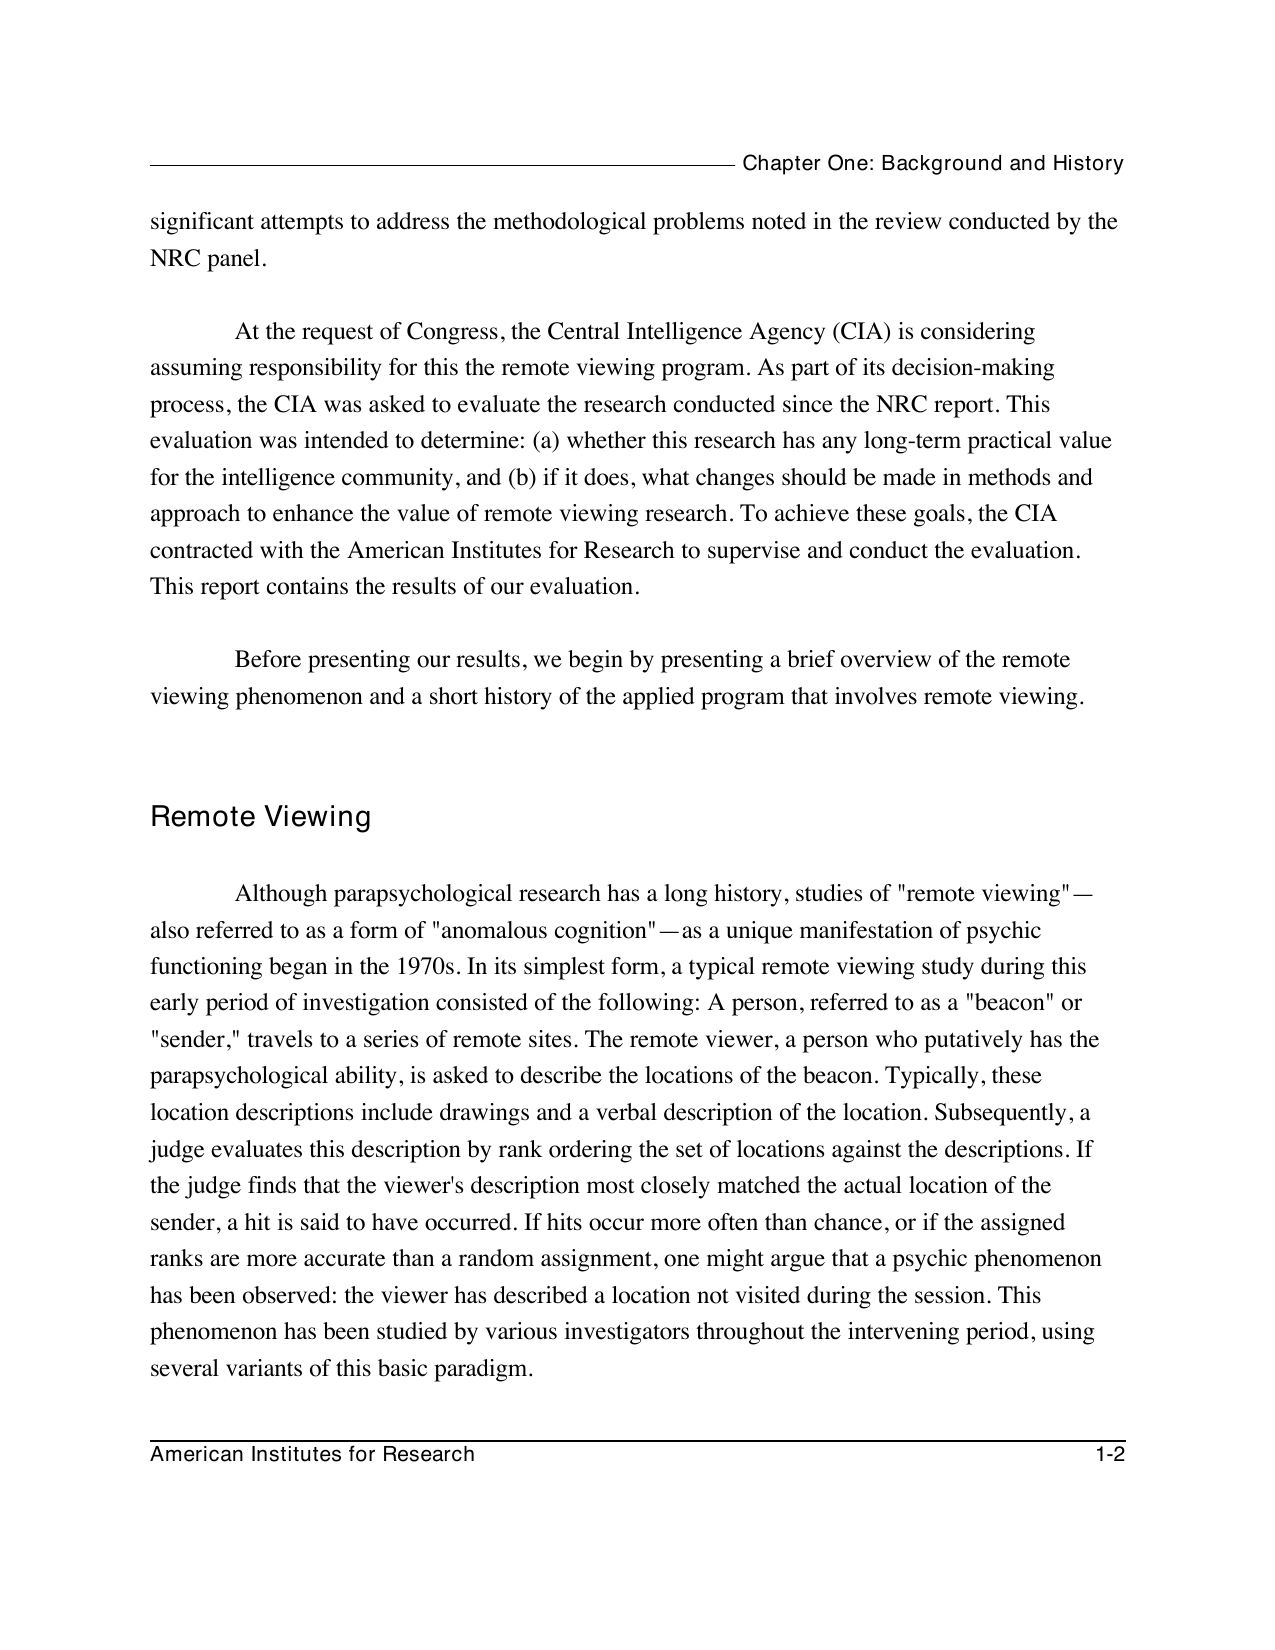 Chapter One: Background and History
significant attempts to address the methodological problems noted in the review conducted by the
NRC panel.
At the request of Congress, the Central Intelligence Agency (CIA) is considering
assuming responsibility for this the remote viewing program. As part of its decision-making
process, the CIA was asked to evaluate the research conducted since the NRC report. This
evaluation was intended to determine: (a) whether this research has any long-term practical value
for the intelligence community, and (b) if it does, what changes should be made in methods and
approach to enhance the value of remote viewing research. To achieve these goals, the CIA
contracted with the American Institutes for Research to supervise and conduct the evaluation.
This report contains the results of our evaluation.
Before presenting our results, we begin by presenting a brief overview of the remote
viewing phenomenon and a short history of the applied program that involves remote viewing.
Remote Viewing
Although parapsychological research has a long history, studies of "remote viewing"—
also referred to as a form of "anomalous cognition"—as a unique manifestation of psychic
functioning began in the 1970s. In its simplest form, a typical remote viewing study during this
early period of investigation consisted of the following: A person, referred to as a "beacon" or
"sender," travels to a series of remote sites. The remote viewer, a person who putatively has the
parapsychological ability, is asked to describe the locations of the beacon. Typically, these
location descriptions include drawings and a verbal description of the location. Subsequently, a
judge evaluates this description by rank ordering the set of locations against the descriptions. If
the judge finds that the viewer's description most closely matched the actual location of the
sender, a hit is said to have occurred. If hits occur more often than chance, or if the assigned
ranks are more accurate than a random assignment, one might argue that a psychic phenomenon
has been observed: the viewer has described a location not visited during the session. This
phenomenon has been studied by various investigators throughout the intervening period, using
several variants of this basic paradigm.
American Institutes for Research 1-2